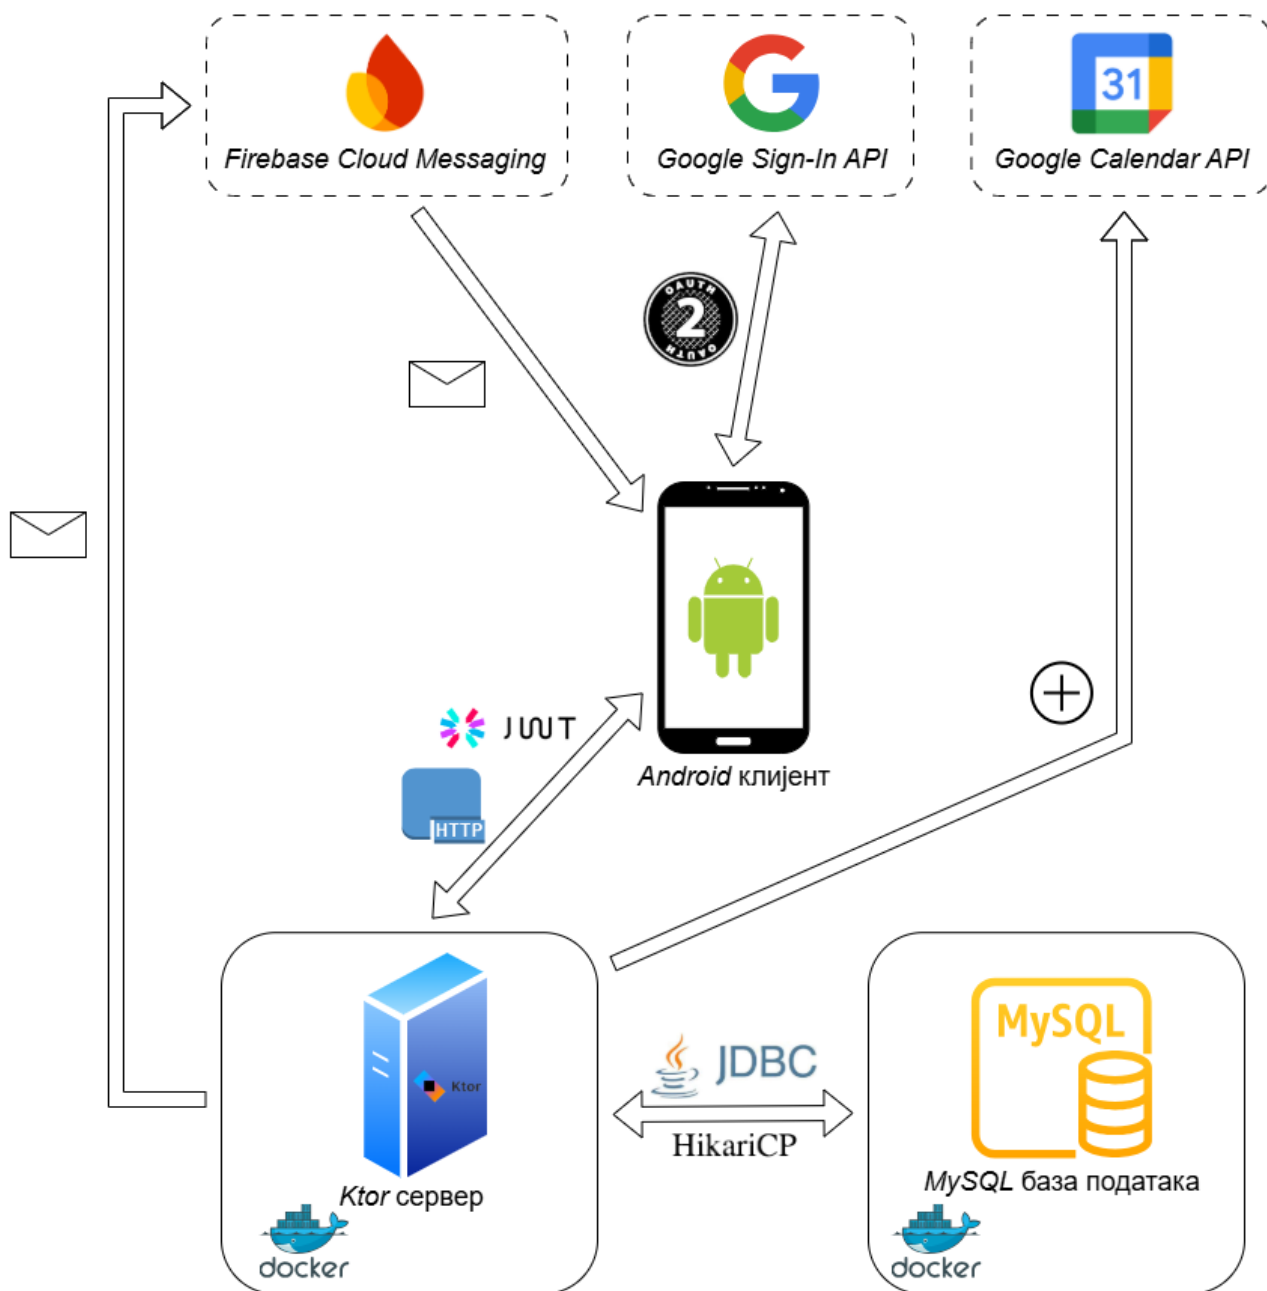 Firebase Cloud Messaging
Google Sign-In API
31
Google Calendar API
OAUTH
2
OAUTH
JWT
HTTP
Android клијент
Ktor
Ktor сервер
docker
JDBC
HikariCP
MySQL
MySQL база података
docker